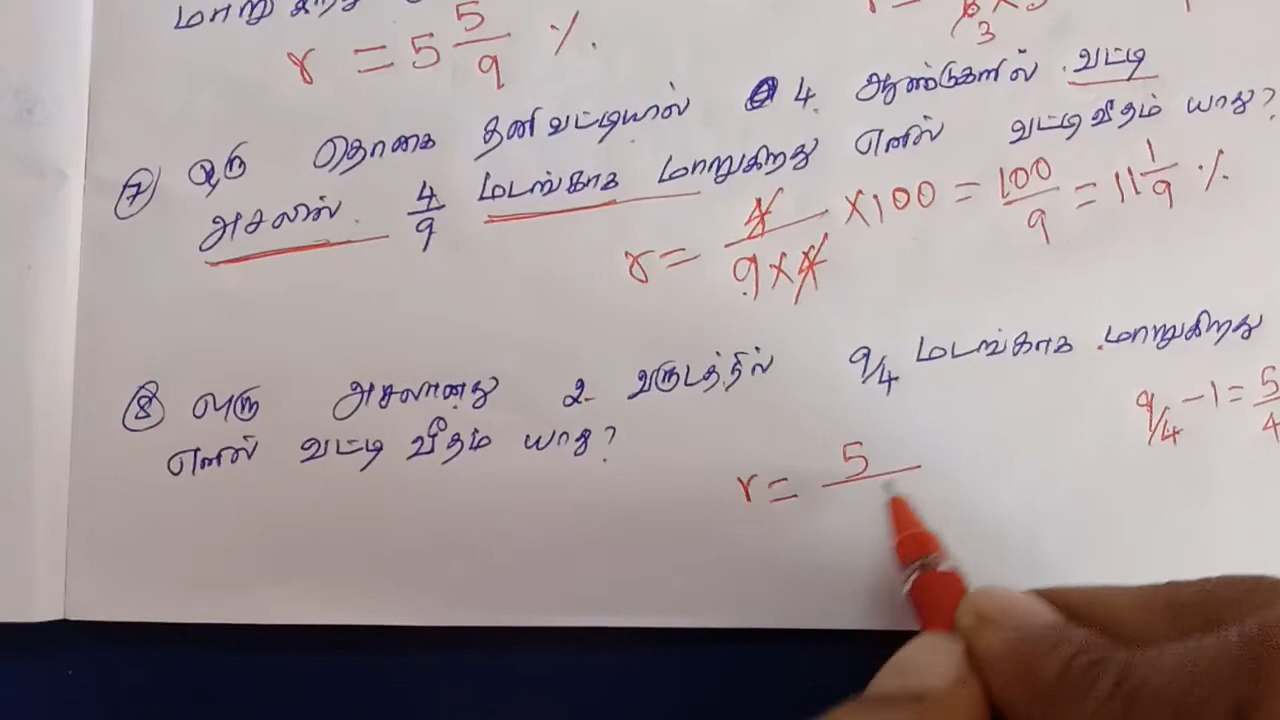 r = 5 5/9 %.
r =
3
⑦ ஒரு தொகை தனிவட்டியில் 4 ஆண்டுகளில் வட்டி
அசலில் 4/9 மடங்காக மாறுகிறது எனில் வட்டிவீதம் யாது?
r = 4/(9×4) ×100 = 100/9 = 11 1/9 %
⑧ ஒரு அசலானது 2 வருடத்தில் 9/4 மடங்காக மாறுகிறது
எனில் வட்டி வீதம் யாது?
9/4 - 1 = 5/4
r = 5